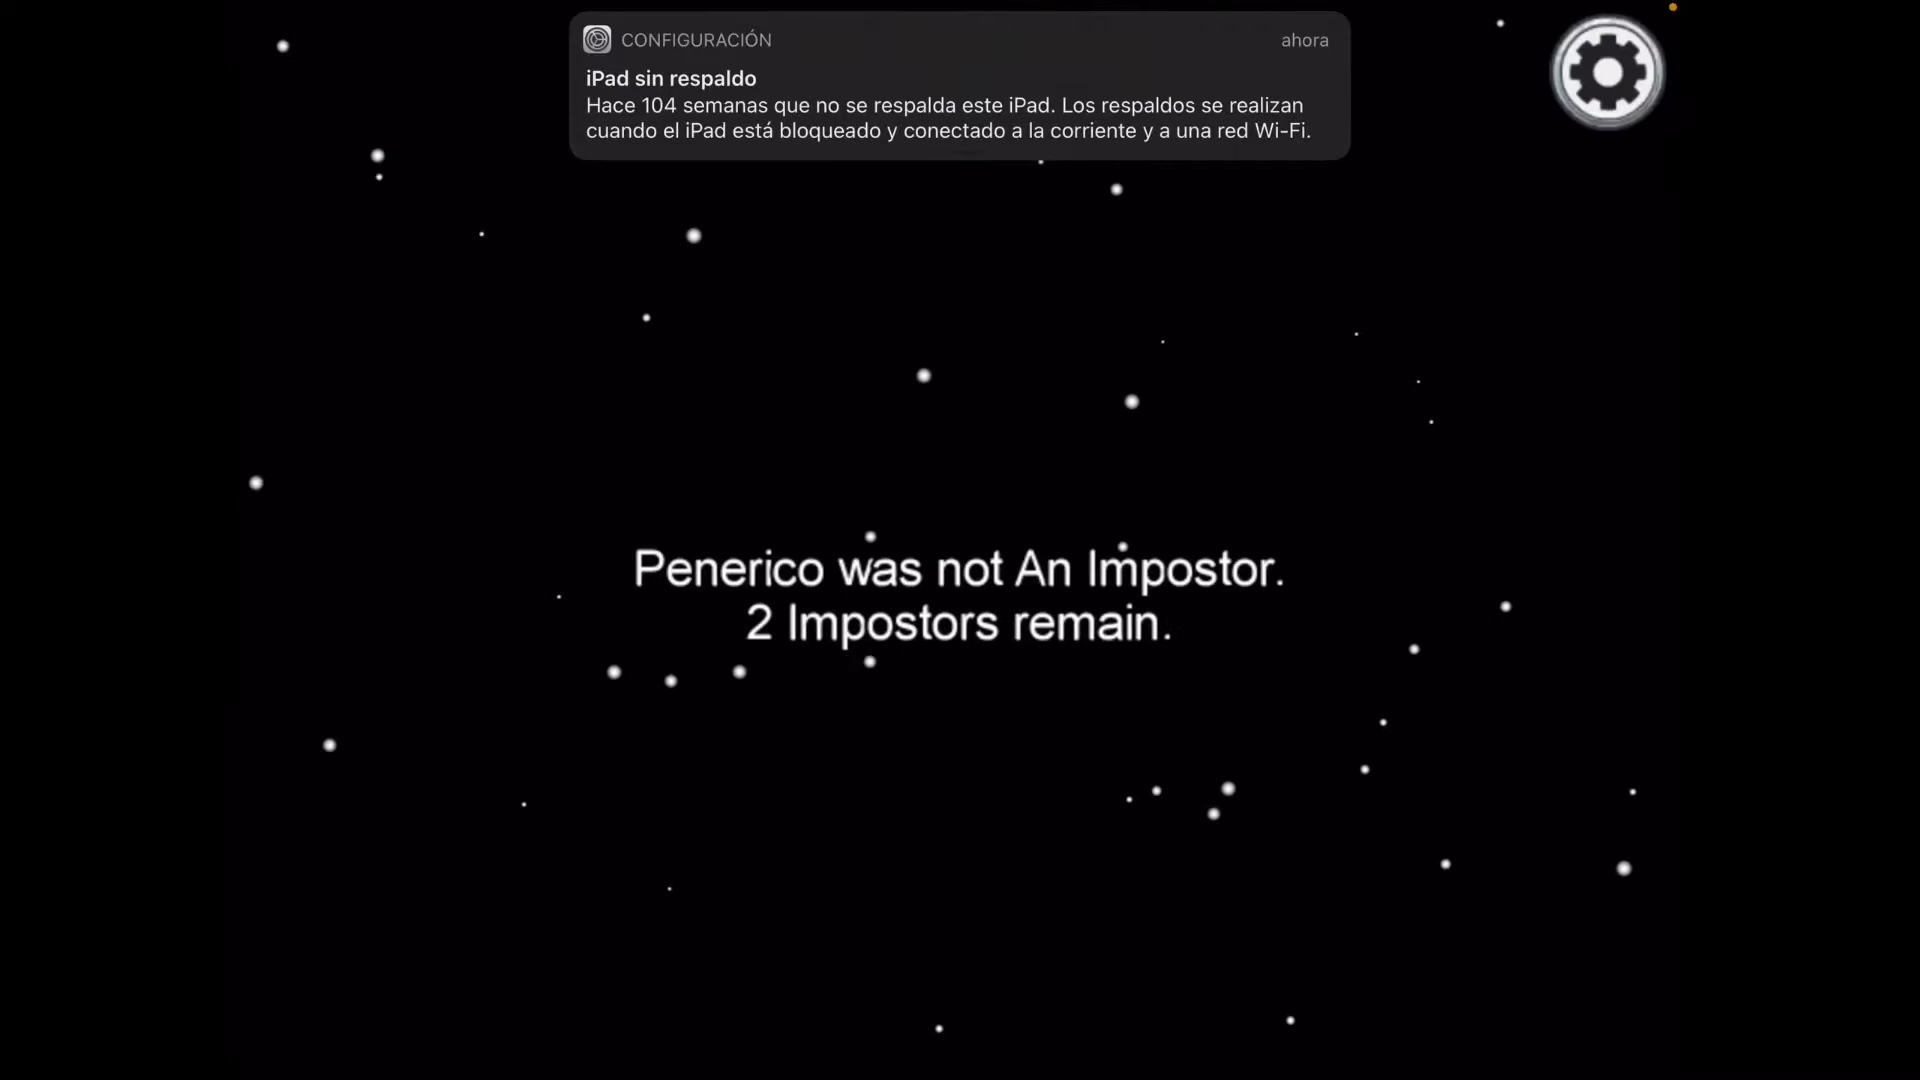 CONFIGURACIÓN ahora
iPad sin respaldo
Hace 104 semanas que no se respalda este iPad. Los respaldos se realizan
cuando el iPad está bloqueado y conectado a la corriente y a una red Wi-Fi.
Penerico was not An Impostor.
2 Impostors remain.